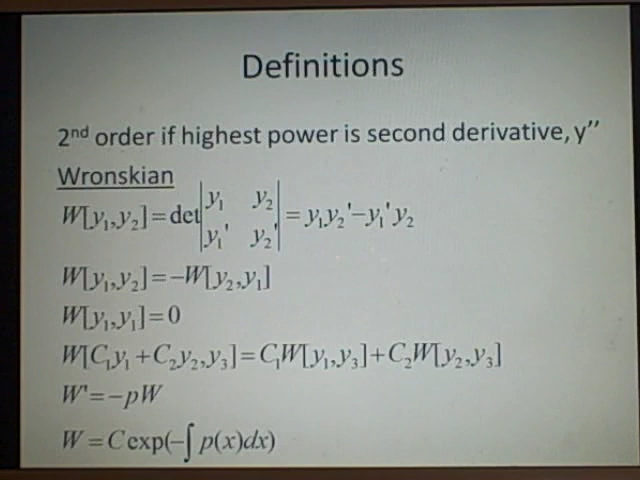 Definitions
2nd order if highest power is second derivative, y''
Wronskian
W[y₁,y₂]=det|y₁ y₂; y₁' y₂'|=y₁y₂'−y₁'y₂
W[y₁,y₂]=−W[y₂,y₁]
W[y₁,y₁]=0
W[C₁y₁+C₂y₂,y₃]=C₁W[y₁,y₃]+C₂W[y₂,y₃]
W'=−pW
W=Cexp(−∫p(x)dx)